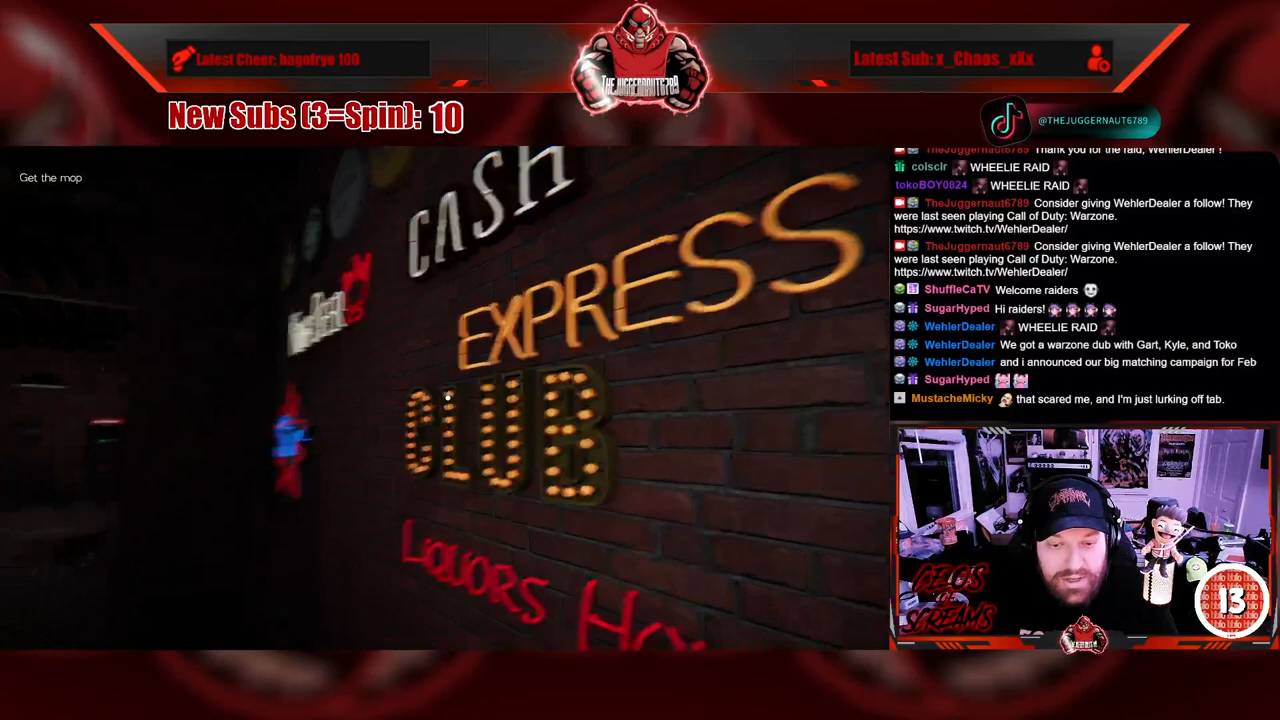 Latest Cheer: bagofrye 100
THEJUGGERNAUT6789
Latest Sub: x_Chaos_xXx
New Subs (3=Spin): 10
@THEJUGGERNAUT6789
Get the mop
CASH
EXPRESS
CLUB
LIQUORS
TheJuggernaut6789 Thank you for the raid, WehlerDealer !
colsclr WHEELIE RAID
tokoBOY0824 WHEELIE RAID
TheJuggernaut6789 Consider giving WehlerDealer a follow! They
were last seen playing Call of Duty: Warzone.
https://www.twitch.tv/WehlerDealer/
TheJuggernaut6789 Consider giving WehlerDealer a follow! They
were last seen playing Call of Duty: Warzone.
https://www.twitch.tv/WehlerDealer/
ShuffleCaTV Welcome raiders
SugarHyped Hi raiders!
WehlerDealer WHEELIE RAID
WehlerDealer We got a warzone dub with Gart, Kyle, and Toko
WehlerDealer and i announced our big matching campaign for Feb
SugarHyped
MustacheMicky that scared me, and I'm just lurking off tab.
SCREAMS
13